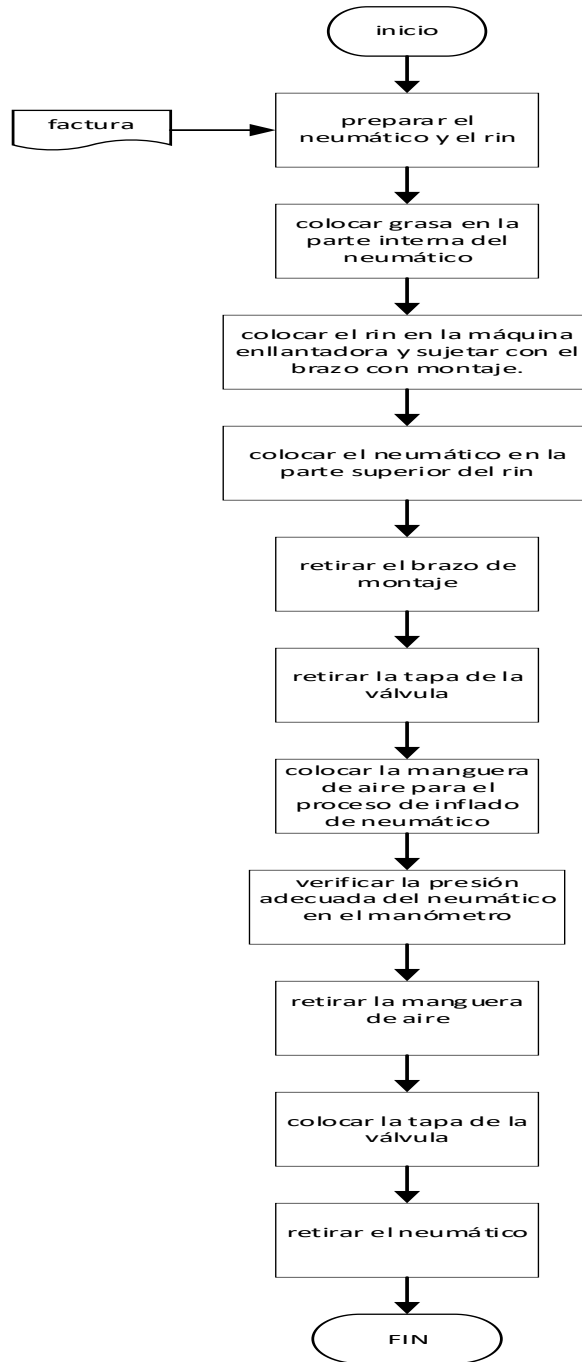 inicio
factura
preparar el
neumático y el rin
colocar grasa en la
parte interna del
neumático
colocar el rin en la máquina
enllantadora y sujetar con el
brazo con montaje.
colocar el neumático en la
parte superior del rin
retirar el brazo de
montaje
retirar la tapa de la
válvula
colocar la manguera
de aire para el
proceso de inflado
de neumático
verificar la presión
adecuada del neumático
en el manómetro
retirar la manguera
de aire
colocar la tapa de la
válvula
retirar el neumático
FIN